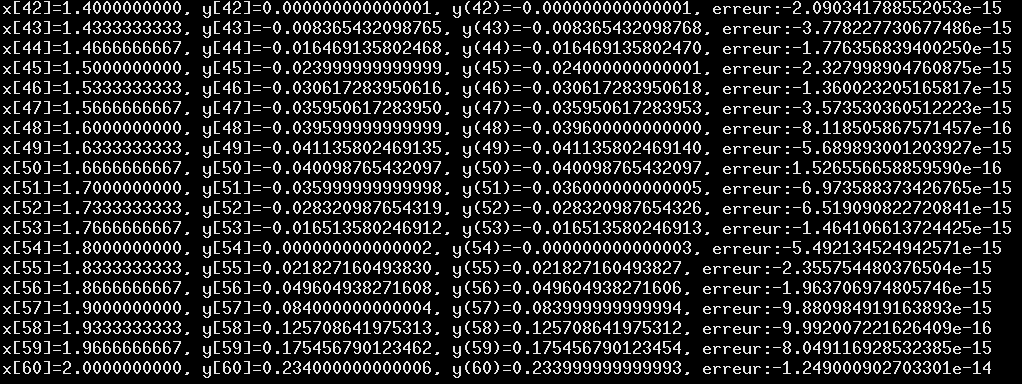 x[42]=1.4000000000, y[42]=0.000000000000001, y(42)=-0.000000000000001, erreur:-2.090341788552053e-15
x[43]=1.4333333333, y[43]=-0.008365432098765, y(43)=-0.008365432098768, erreur:-3.778227730677486e-15
x[44]=1.4666666667, y[44]=-0.016469135802468, y(44)=-0.016469135802470, erreur:-1.776356839400250e-15
x[45]=1.5000000000, y[45]=-0.023999999999999, y(45)=-0.024000000000001, erreur:-2.327998904760875e-15
x[46]=1.5333333333, y[46]=-0.030617283950616, y(46)=-0.030617283950618, erreur:-1.360023205165817e-15
x[47]=1.5666666667, y[47]=-0.035950617283950, y(47)=-0.035950617283953, erreur:-3.573530360512223e-15
x[48]=1.6000000000, y[48]=-0.039599999999999, y(48)=-0.039600000000000, erreur:-8.118505867571457e-16
x[49]=1.6333333333, y[49]=-0.041135802469135, y(49)=-0.041135802469140, erreur:-5.689893001203927e-15
x[50]=1.6666666667, y[50]=-0.040098765432097, y(50)=-0.040098765432097, erreur:1.526556658859590e-16
x[51]=1.7000000000, y[51]=-0.035999999999998, y(51)=-0.036000000000005, erreur:-6.973588373426765e-15
x[52]=1.7333333333, y[52]=-0.028320987654319, y(52)=-0.028320987654326, erreur:-6.519090822720841e-15
x[53]=1.7666666667, y[53]=-0.016513580246912, y(53)=-0.016513580246913, erreur:-1.464106613724425e-15
x[54]=1.8000000000, y[54]=0.000000000000002, y(54)=-0.000000000000003, erreur:-5.492134524942571e-15
x[55]=1.8333333333, y[55]=0.021827160493830, y(55)=0.021827160493827, erreur:-2.355754480376504e-15
x[56]=1.8666666667, y[56]=0.049604938271608, y(56)=0.049604938271606, erreur:-1.963706974805746e-15
x[57]=1.9000000000, y[57]=0.084000000000004, y(57)=0.083999999999994, erreur:-9.880984919163893e-15
x[58]=1.9333333333, y[58]=0.125708641975313, y(58)=0.125708641975312, erreur:-9.992007221626409e-16
x[59]=1.9666666667, y[59]=0.175456790123462, y(59)=0.175456790123454, erreur:-8.049116928532385e-15
x[60]=2.0000000000, y[60]=0.234000000000006, y(60)=0.233999999999993, erreur:-1.249000902703301e-14